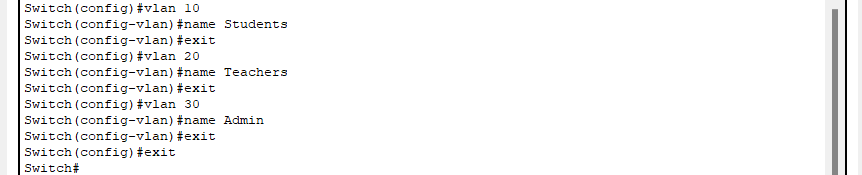 Switch(config)#vlan 10
Switch(config-vlan)#name Students
Switch(config-vlan)#exit
Switch(config)#vlan 20
Switch(config-vlan)#name Teachers
Switch(config-vlan)#exit
Switch(config)#vlan 30
Switch(config-vlan)#name Admin
Switch(config-vlan)#exit
Switch(config)#exit
Switch#